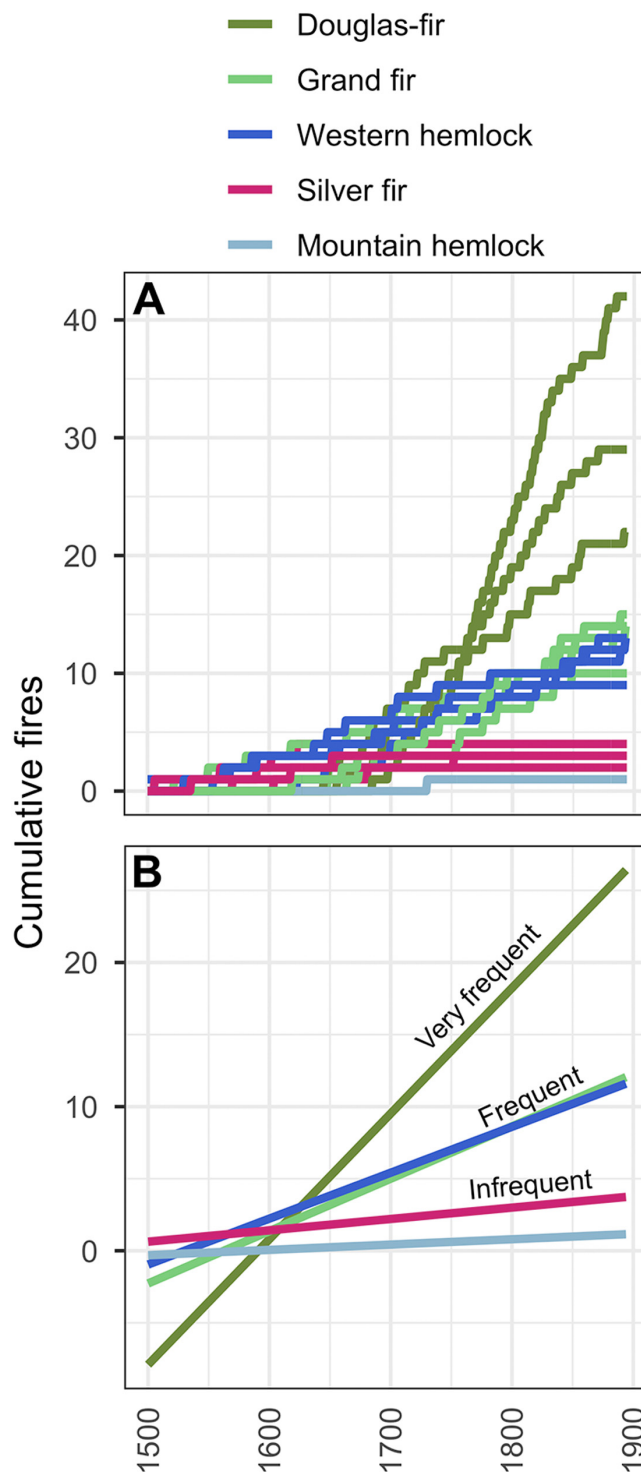 Douglas-fir
Grand fir
Western hemlock
Silver fir
Mountain hemlock
A
40
30
20
10
0
Cumulative fires
B
20
10
0
Very frequent
Frequent
Infrequent
1500
1600
1700
1800
1900